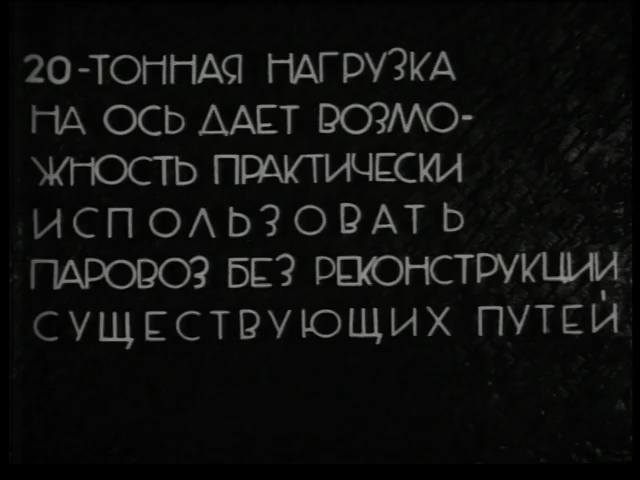 20-ТОННАЯ НАГРУЗКА
НА ОСЬ ДАЕТ ВОЗМО-
ЖНОСТЬ ПРАКТИЧЕСКИ
ИСПОЛЬЗОВАТЬ
ПАРОВОЗ БЕЗ РЕКОНСТРУКЦИИ
СУЩЕСТВУЮЩИХ ПУТЕЙ